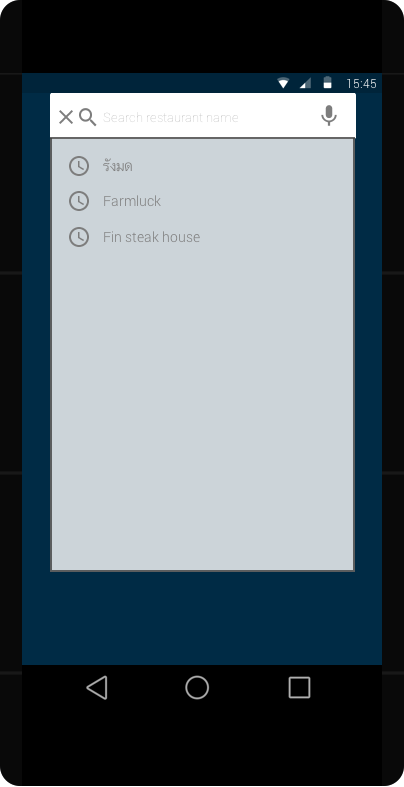 15:45
Search restaurant name
รังมด
Farmluck
Fin steak house